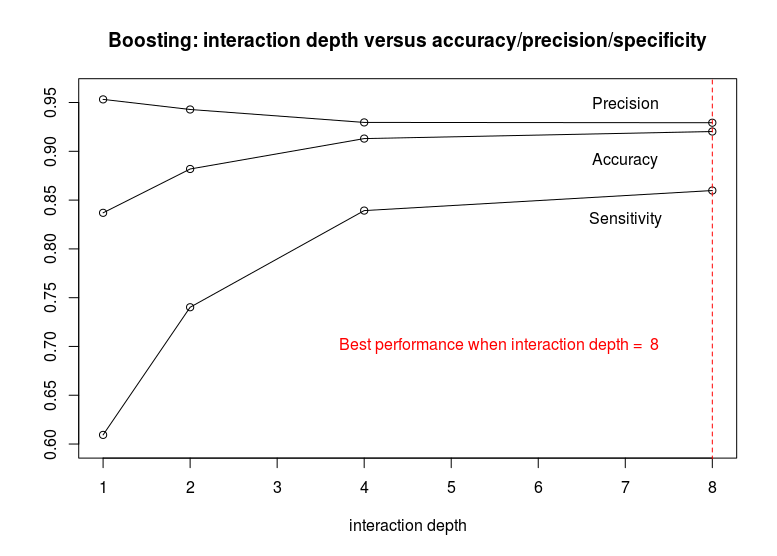 Boosting: interaction depth versus accuracy/precision/specificity
0.95
0.90
0.85
0.80
0.75
0.70
0.65
0.60
Precision
Accuracy
Sensitivity
Best performance when interaction depth = 8
1 2 3 4 5 6 7 8
interaction depth